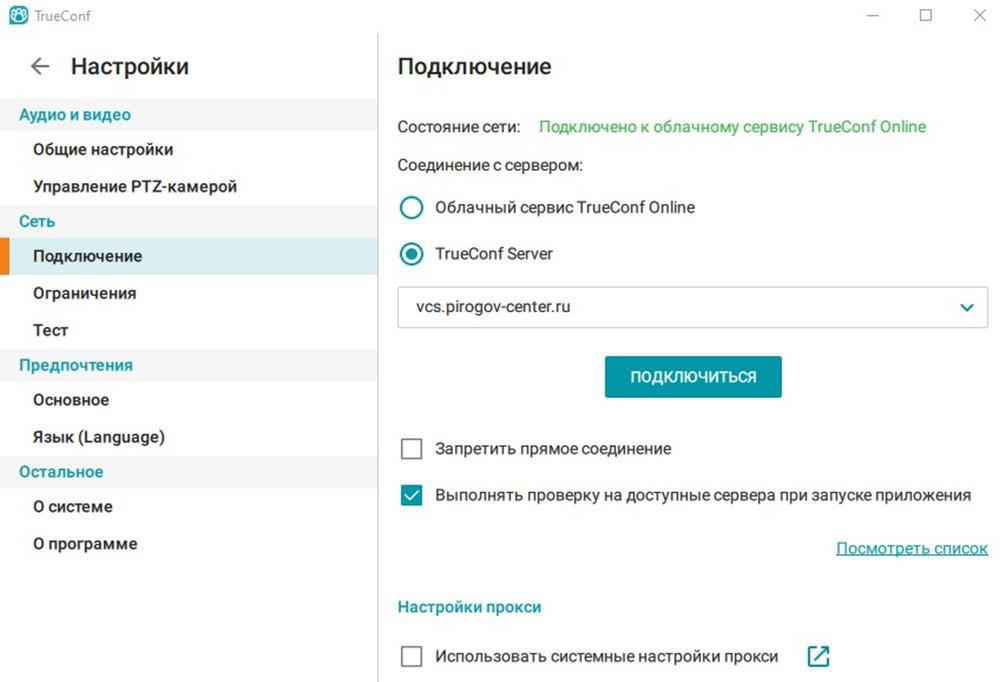 TrueConf
Настройки
Аудио и видео
Общие настройки
Управление PTZ-камерой
Сеть
Подключение
Ограничения
Тест
Предпочтения
Основное
Язык (Language)
Остальное
О системе
О программе
Подключение
Состояние сети: Подключено к облачному сервису TrueConf Online
Соединение с сервером:
Облачный сервис TrueConf Online
TrueConf Server
vcs.pirogov-center.ru
ПОДКЛЮЧИТЬСЯ
Запретить прямое соединение
Выполнять проверку на доступные сервера при запуске приложения
Посмотреть список
Настройки прокси
Использовать системные настройки прокси